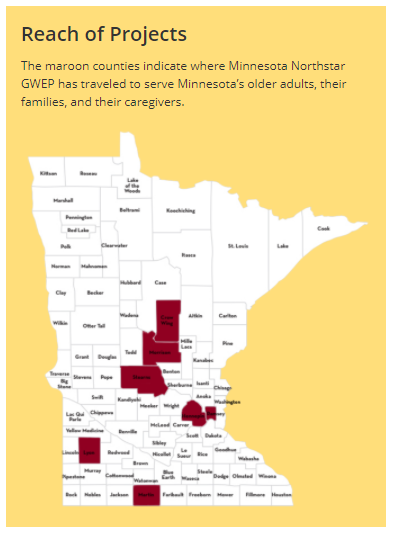 Reach of Projects
The maroon counties indicate where Minnesota Northstar
GWEP has traveled to serve Minnesota's older adults, their
families, and their caregivers.
Kittson
Roseau
Lake
of the
Woods
Marshall
Beltrami
Koochiching
Pennington
Red Lake
Polk
Clearwater
Itasca
St. Louis
Lake
Cook
Norman
Mahnomen
Hubbard
Cass
Clay
Becker
Wadena
Crow
Wing
Aitkin
Carlton
Wilkin
Otter Tail
Todd
Mille
Lacs
Pine
Kanabec
Grant
Douglas
Traverse
Big
Stone
Stevens
Pope
Stearns
Benton
Sherburne
Isanti
Chisago
Swift
Kandiyohi
Meeker
Wright
Anoka
Washington
Lac Qui
Parle
Chippewa
McLeod
Carver
Yellow Medicine
Renville
Scott
Dakota
Sibley
Lincoln
Lyon
Redwood
Nicollet
Le
Sueur
Rice
Goodhue
Wabasha
Brown
Pipestone
Murray
Cottonwood
Watonwan
Blue
Earth
Waseca
Steele
Dodge
Olmsted
Winona
Rock
Nobles
Jackson
Martin
Faribault
Freeborn
Mower
Fillmore
Houston